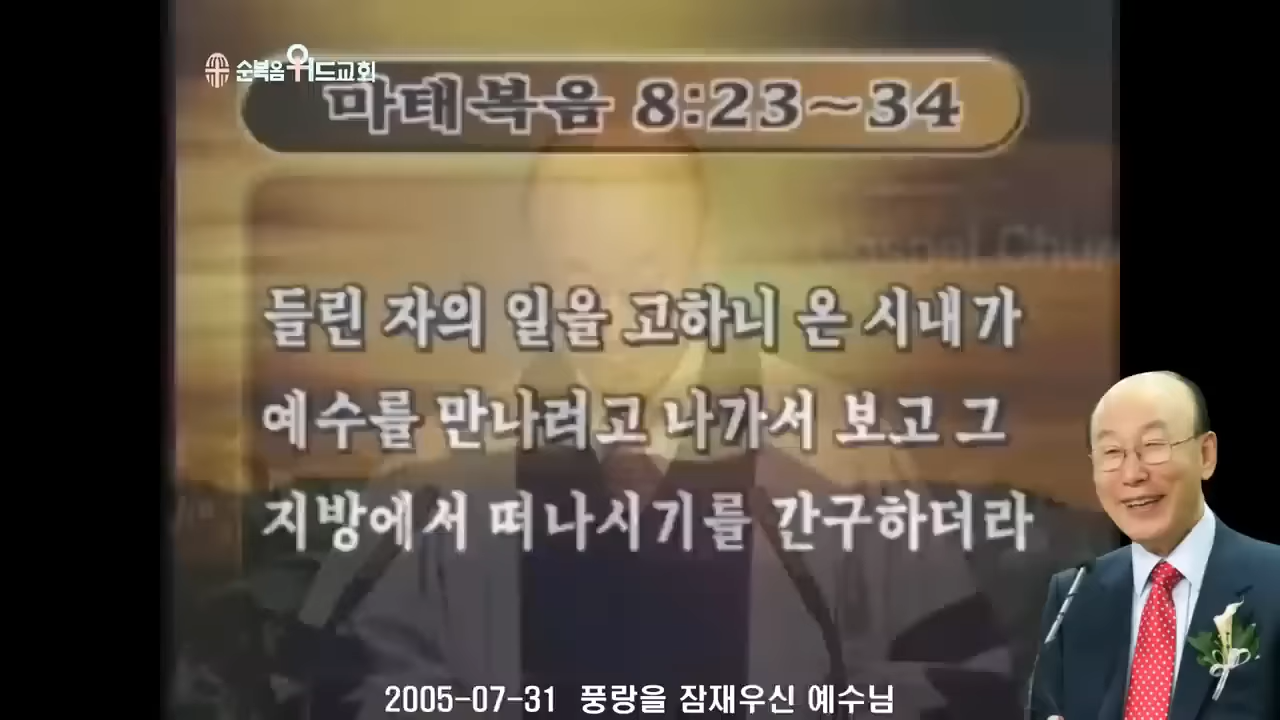 순복음위드교회
마태복음 8:23~34
Gospel Chur
들린 자의 일을 고하니 온 시내가
예수를 만나려고 나가서 보고 그
지방에서 떠나시기를 간구하더라
2005-07-31 풍랑을 잠재우신 예수님